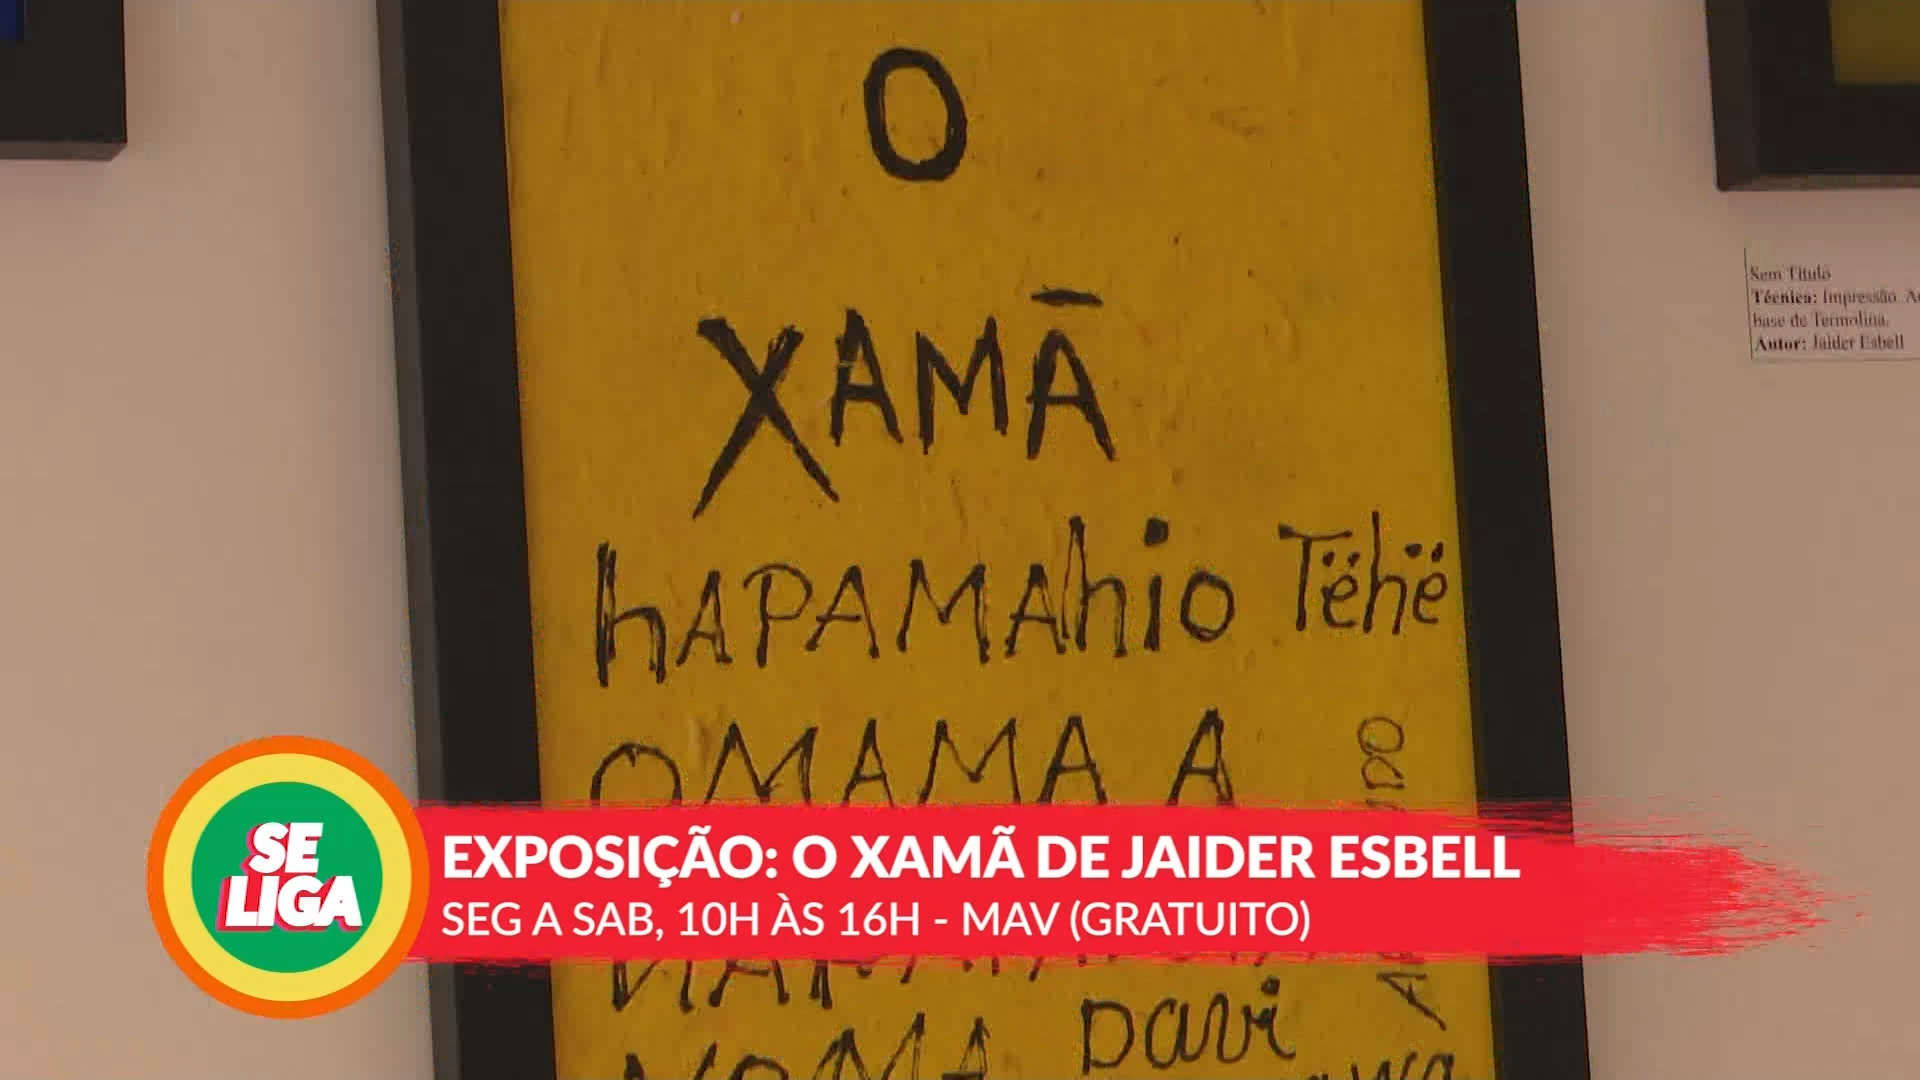 O
XAMÃ
hAPAMAhio Tëhë
OMAMA A
Davi
Sem Título
Técnica: Impressão.
base de Termolina.
Autor: Jaider Esbell
SE
LIGA
EXPOSIÇÃO: O XAMÃ DE JAIDER ESBELL
SEG A SAB, 10H ÀS 16H - MAV (GRATUITO)